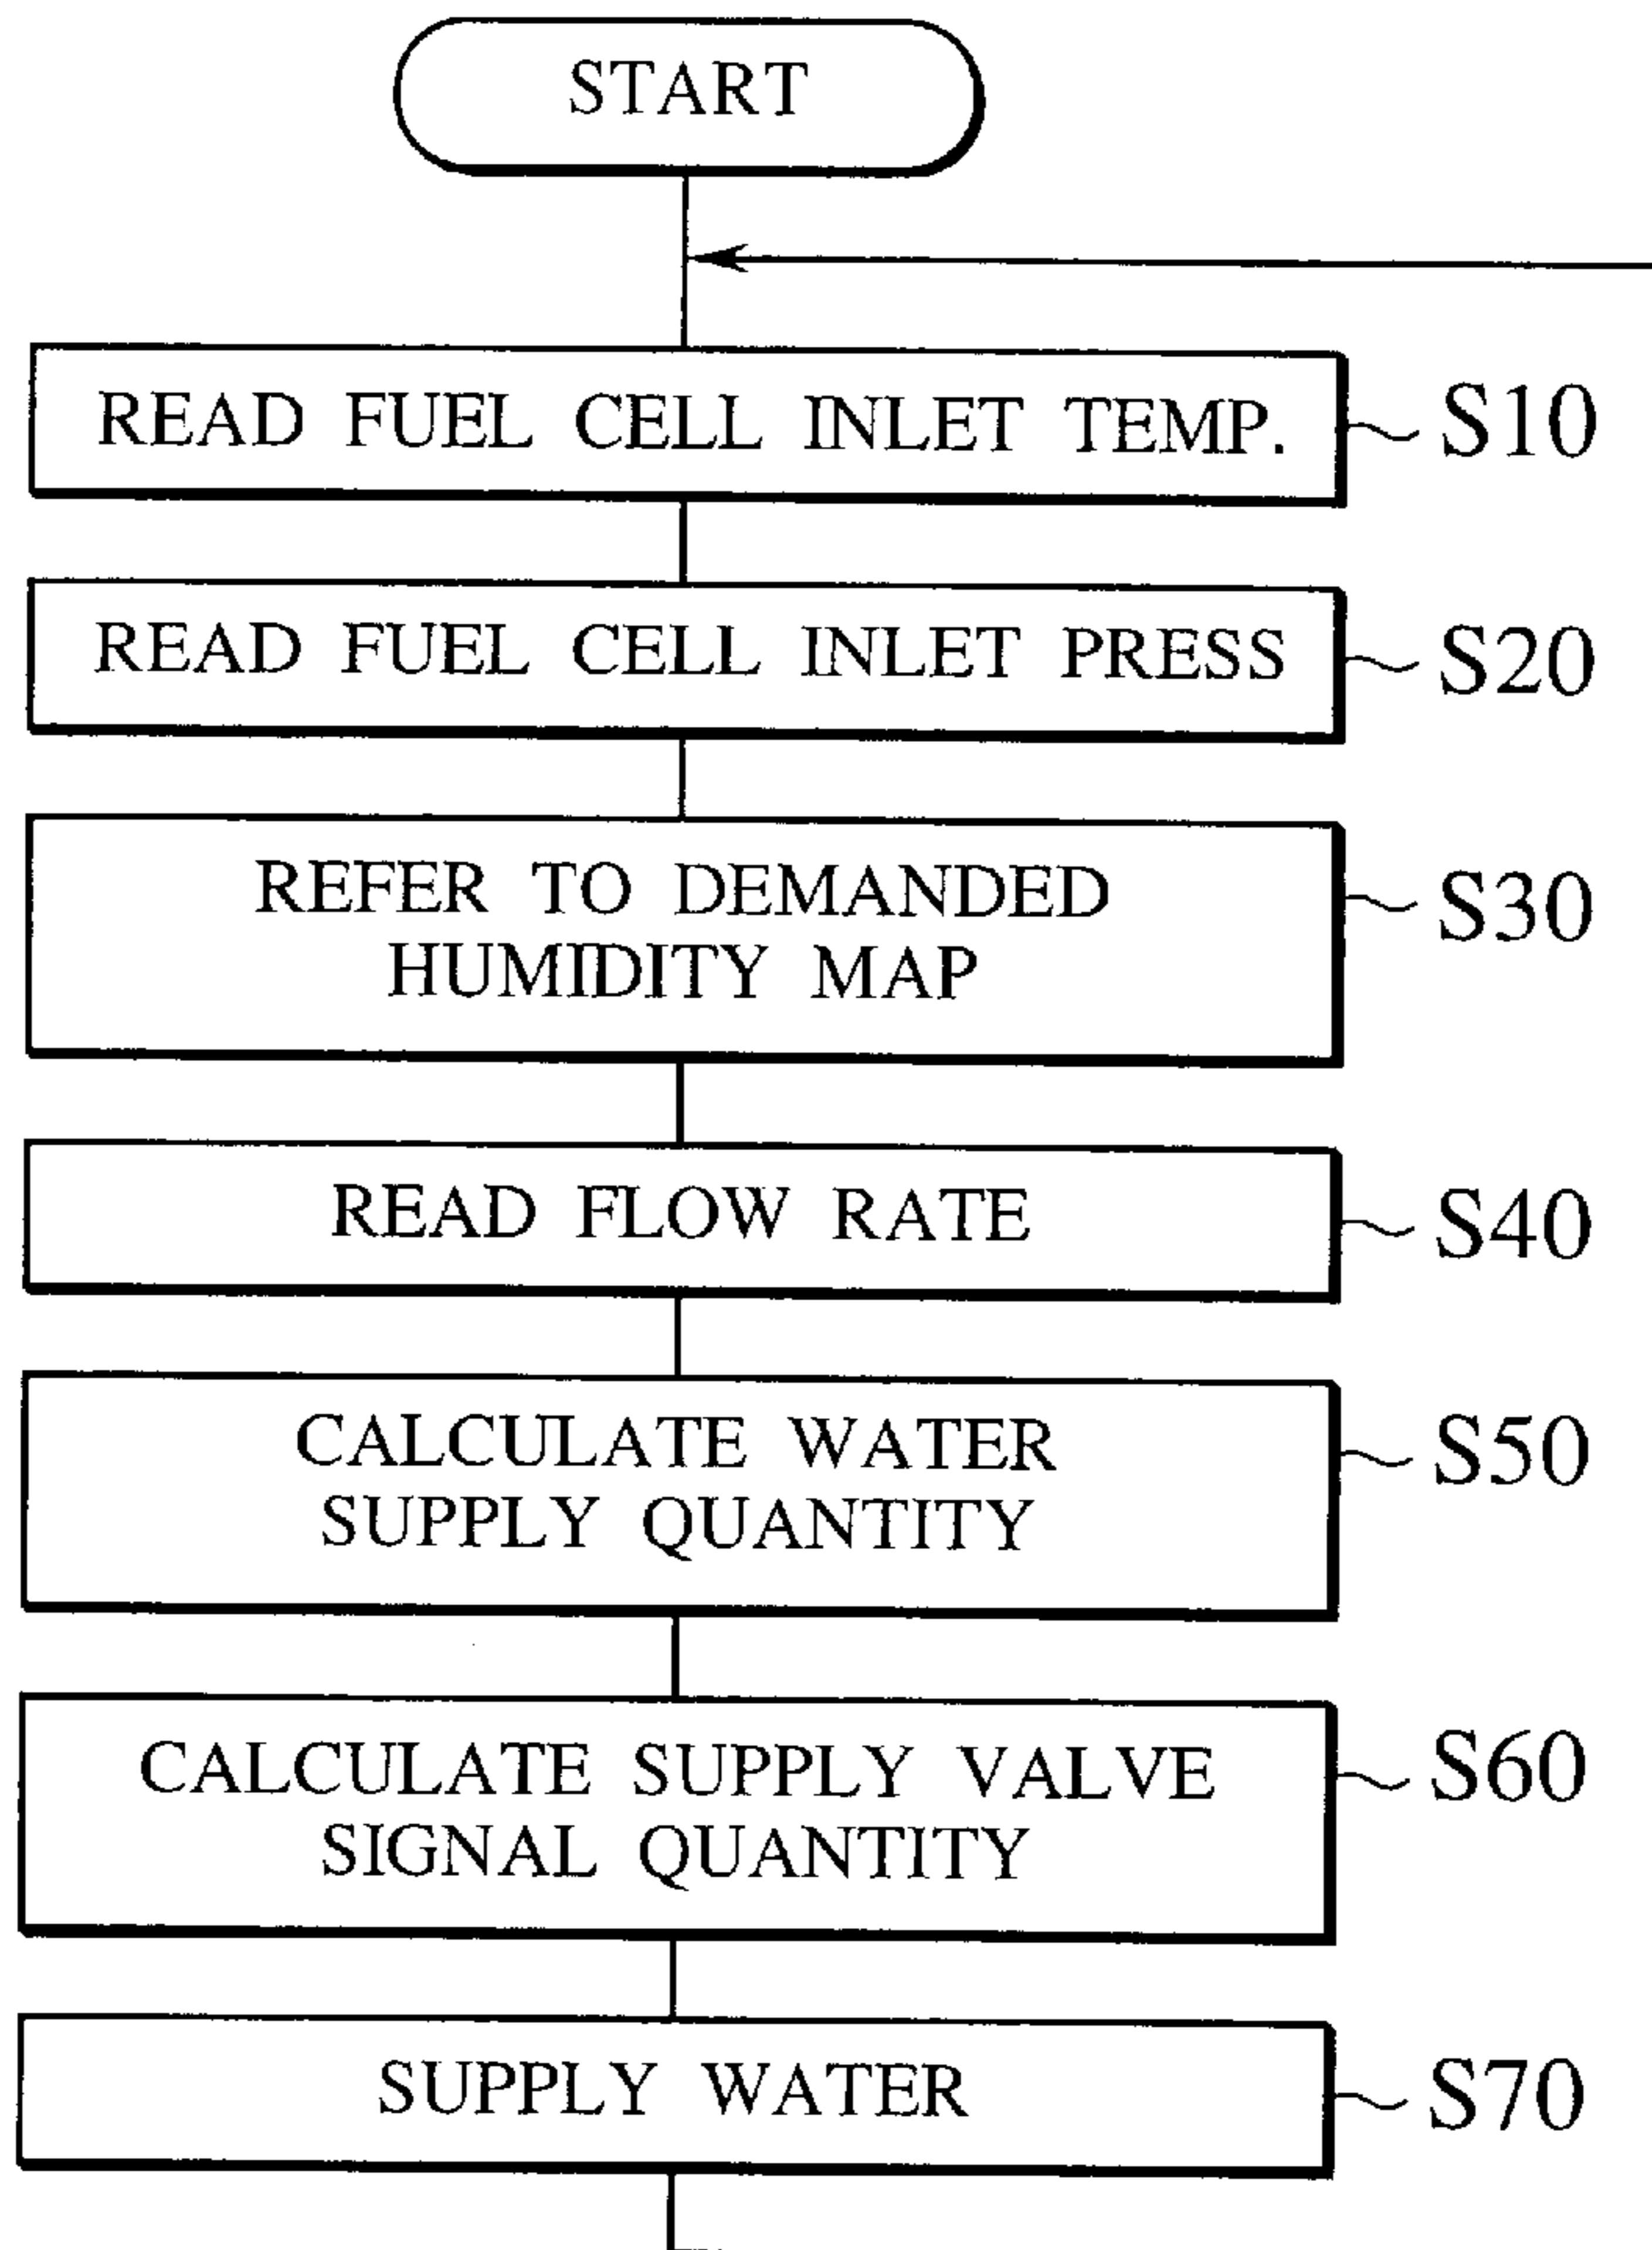 START
READ FUEL CELL INLET TEMP.
S10
READ FUEL CELL INLET PRESS
S20
REFER TO DEMANDED
HUMIDITY MAP
S30
READ FLOW RATE
S40
CALCULATE WATER
SUPPLY QUANTITY
S50
CALCULATE SUPPLY VALVE
SIGNAL QUANTITY
S60
SUPPLY WATER
S70